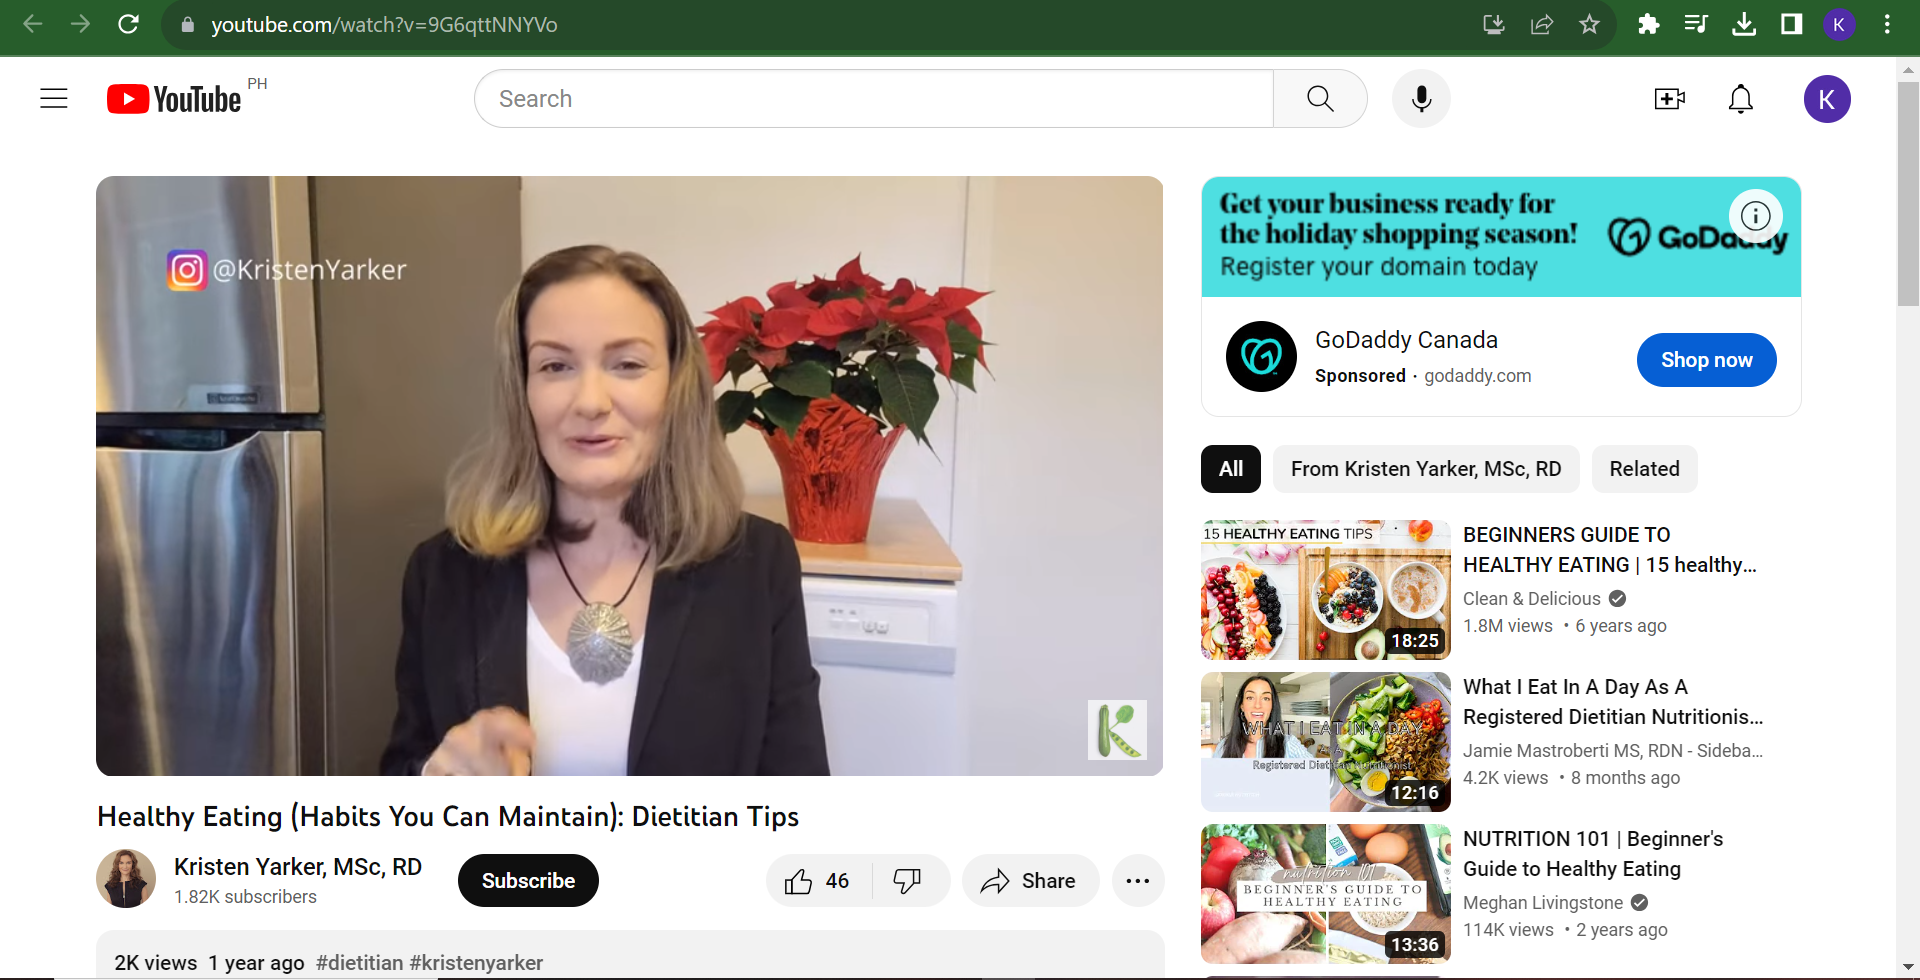 youtube.com/watch?v=9G6qttNNYVo
K
YouTube PH
Search
K
@KristenYarker
Healthy Eating (Habits You Can Maintain): Dietitian Tips
Kristen Yarker, MSc, RD
1.82K subscribers
Subscribe
46
Share
2K views 1 year ago #dietitian #kristenyarker
Get your business ready for
the holiday shopping season!
Register your domain today
GoDaddy
GoDaddy Canada
Sponsored · godaddy.com
Shop now
All
From Kristen Yarker, MSc, RD
Related
15 HEALTHY EATING TIPS
18:25
BEGINNERS GUIDE TO
HEALTHY EATING | 15 healthy...
Clean & Delicious
1.8M views • 6 years ago
WHAT I EAT IN A DAY
AS A
Registered Dietitian Nutritionist
12:16
What I Eat In A Day As A
Registered Dietitian Nutritionis...
Jamie Mastroberti MS, RDN - Sideba...
4.2K views • 8 months ago
nutrition 101
BEGINNER'S GUIDE TO
HEALTHY EATING
13:36
NUTRITION 101 | Beginner's
Guide to Healthy Eating
Meghan Livingstone
114K views • 2 years ago